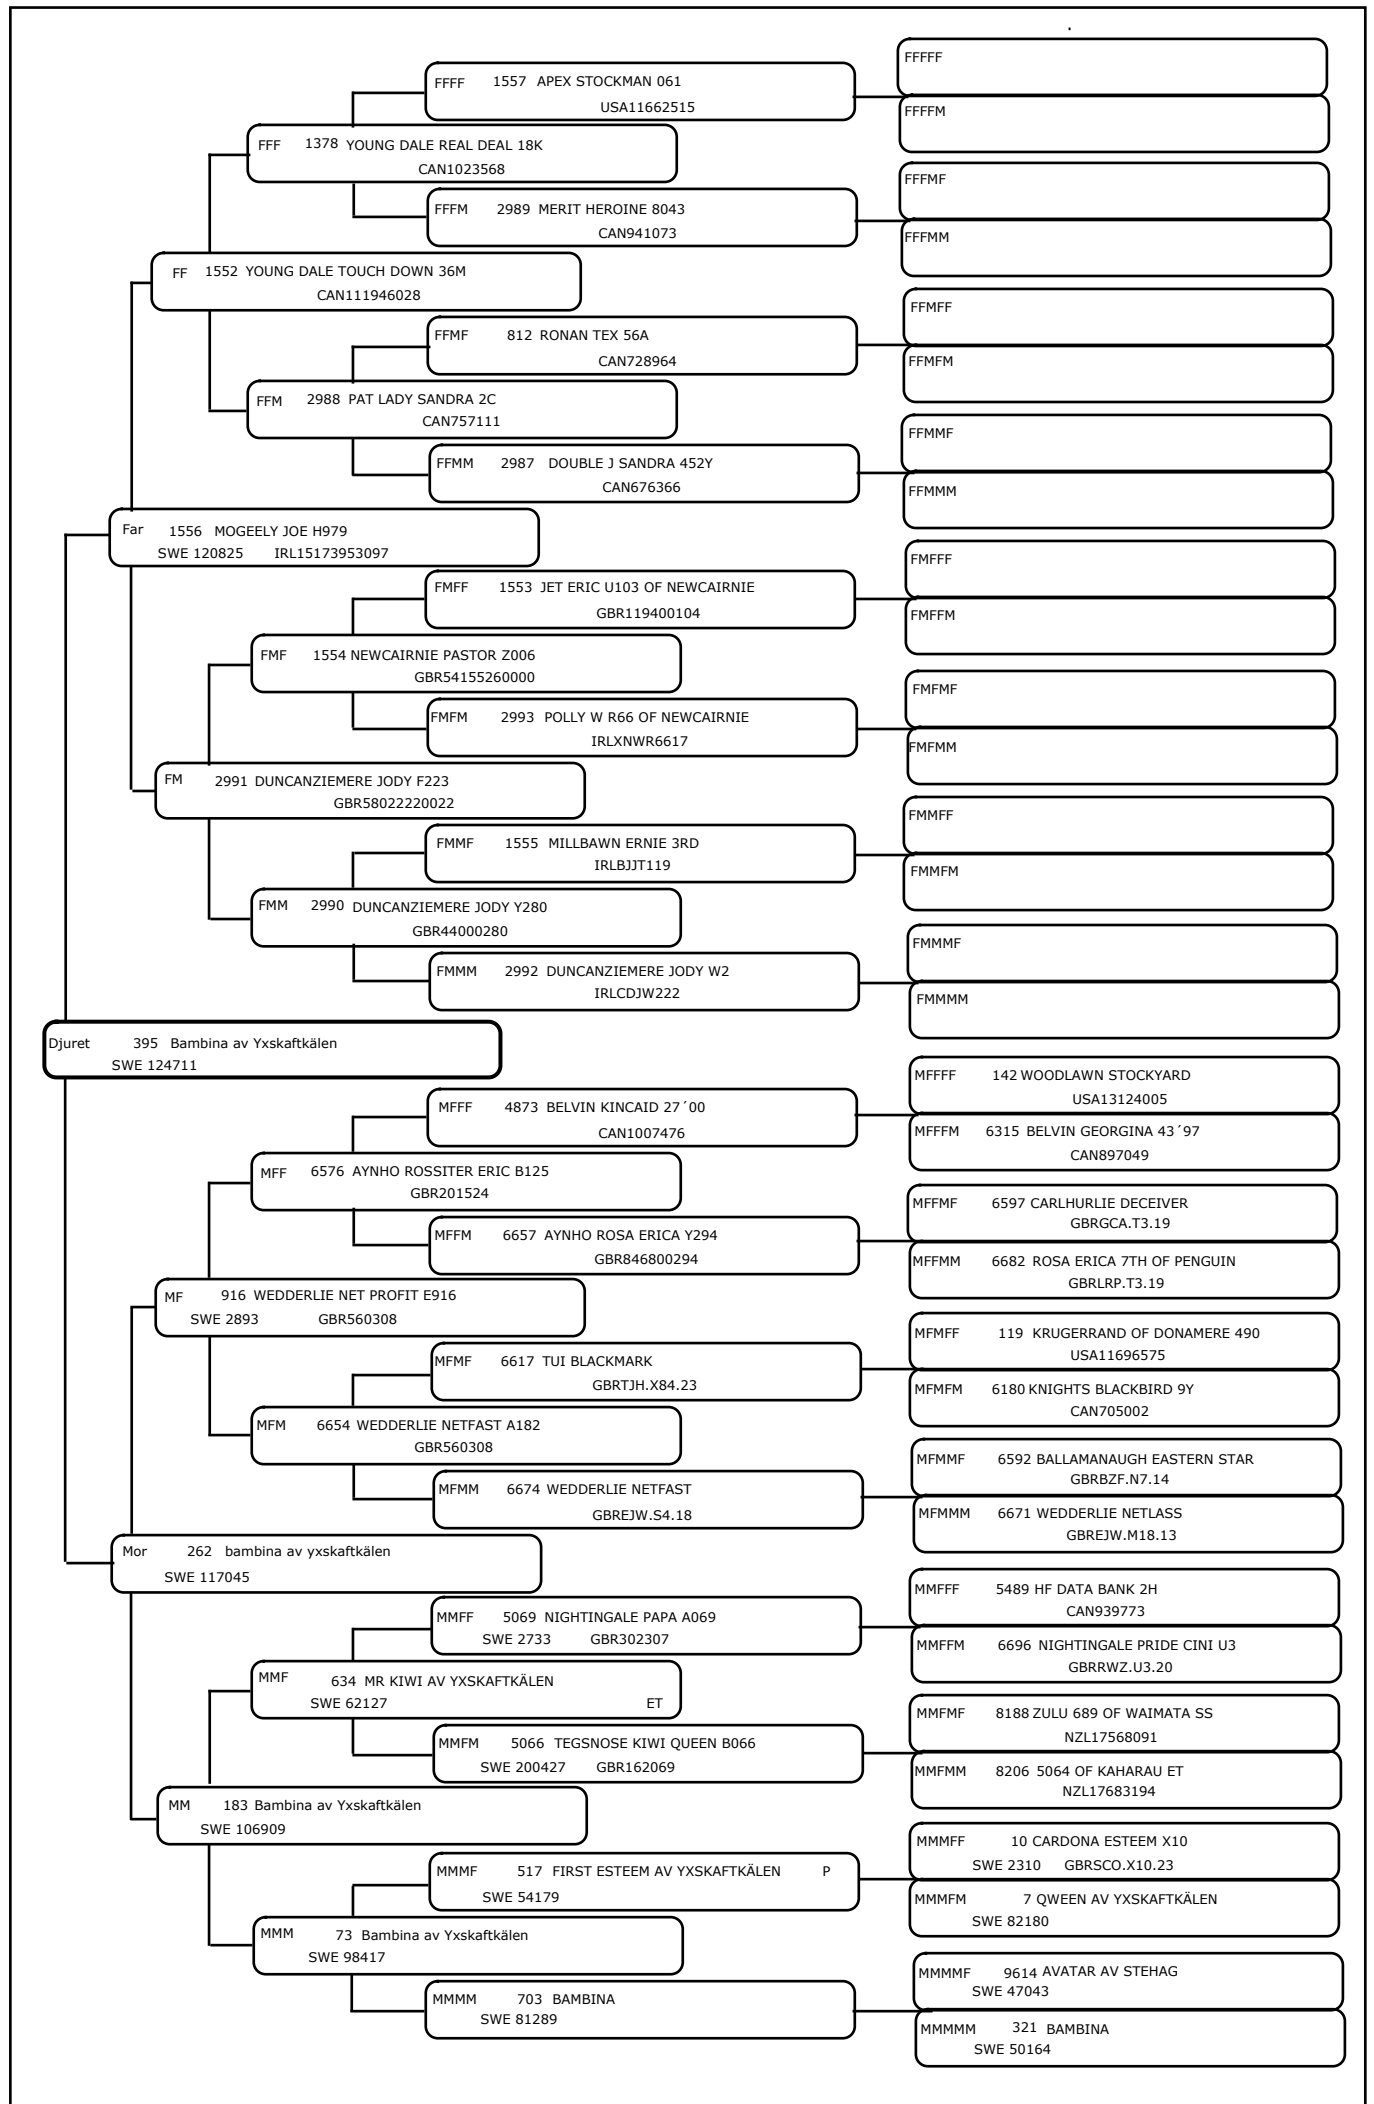 FFFFF
FFFF 1557 APEX STOCKMAN 061
USA11662515
FFFFM
FFF 1378 YOUNG DALE REAL DEAL 18K
CAN1023568
FFFMF
FFFM 2989 MERIT HEROINE 8043
CAN941073
FFFMM
FF 1552 YOUNG DALE TOUCH DOWN 36M
CAN111946028
FFMFF
FFMF 812 RONAN TEX 56A
CAN728964
FFMFM
FFM 2988 PAT LADY SANDRA 2C
CAN757111
FFMMF
FFMM 2987 DOUBLE J SANDRA 452Y
CAN676366
FFMMM
Far 1556 MOGEELY JOE H979
SWE 120825 IRL15173953097
FMFFF
FMFF 1553 JET ERIC U103 OF NEWCAIRNIE
GBR119400104
FMFFM
FMF 1554 NEWCAIRNIE PASTOR Z006
GBR54155260000
FMFMF
FMFM 2993 POLLY W R66 OF NEWCAIRNIE
IRLXNWR6617
FMFMM
FM 2991 DUNCANZIEMERE JODY F223
GBR58022220022
FMMFF
FMMF 1555 MILLBAWN ERNIE 3RD
IRLBJJT119
FMMFM
FMM 2990 DUNCANZIEMERE JODY Y280
GBR44000280
FMMMF
FMMM 2992 DUNCANZIEMERE JODY W2
IRLCDJW222
FMMMM
Djuret 395 Bambina av Yxskaftkälen
SWE 124711
MFFFF 142 WOODLAWN STOCKYARD
USA13124005
MFFF 4873 BELVIN KINCAID 27´00
CAN1007476
MFFFM 6315 BELVIN GEORGINA 43´97
CAN897049
MFF 6576 AYNHO ROSSITER ERIC B125
GBR201524
MFFMF 6597 CARLHURLIE DECEIVER
GBRGCA.T3.19
MFFM 6657 AYNHO ROSA ERICA Y294
GBR846800294
MFFMM 6682 ROSA ERICA 7TH OF PENGUIN
GBRLRP.T3.19
MF 916 WEDDERLIE NET PROFIT E916
SWE 2893 GBR560308
MFMFF 119 KRUGERRAND OF DONAMERE 490
USA11696575
MFMF 6617 TUI BLACKMARK
GBRTJH.X84.23
MFMFM 6180 KNIGHTS BLACKBIRD 9Y
CAN705002
MFM 6654 WEDDERLIE NETFAST A182
GBR560308
MFMMF 6592 BALLAMANAUGH EASTERN STAR
GBRBZF.N7.14
MFMM 6674 WEDDERLIE NETFAST
GBREJW.S4.18
MFMMM 6671 WEDDERLIE NETLASS
GBREJW.M18.13
Mor 262 bambina av yxskaftkälen
SWE 117045
MMFFF 5489 HF DATA BANK 2H
CAN939773
MMFF 5069 NIGHTINGALE PAPA A069
SWE 2733 GBR302307
MMFFM 6696 NIGHTINGALE PRIDE CINI U3
GBRRWZ.U3.20
MMF 634 MR KIWI AV YXSKAFTKÄLEN
SWE 62127 ET
MMFMF 8188 ZULU 689 OF WAIMATA SS
NZL17568091
MMFM 5066 TEGSNOSE KIWI QUEEN B066
SWE 200427 GBR162069
MMFMM 8206 5064 OF KAHARAU ET
NZL17683194
MM 183 Bambina av Yxskaftkälen
SWE 106909
MMMFF 10 CARDONA ESTEEM X10
SWE 2310 GBRSCO.X10.23
MMMF 517 FIRST ESTEEM AV YXSKAFTKÄLEN P
SWE 54179
MMMFM 7 QWEEN AV YXSKAFTKÄLEN
SWE 82180
MMM 73 Bambina av Yxskaftkälen
SWE 98417
MMMMF 9614 AVATAR AV STEHAG
SWE 47043
MMMM 703 BAMBINA
SWE 81289
MMMMM 321 BAMBINA
SWE 50164